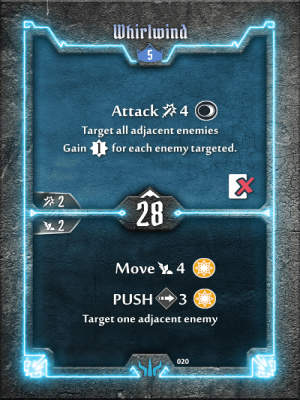 Whirlwind
5
Attack 4
Target all adjacent enemies
Gain 1 for each enemy targeted.
2
28
2
Move 4
PUSH 3
Target one adjacent enemy
020